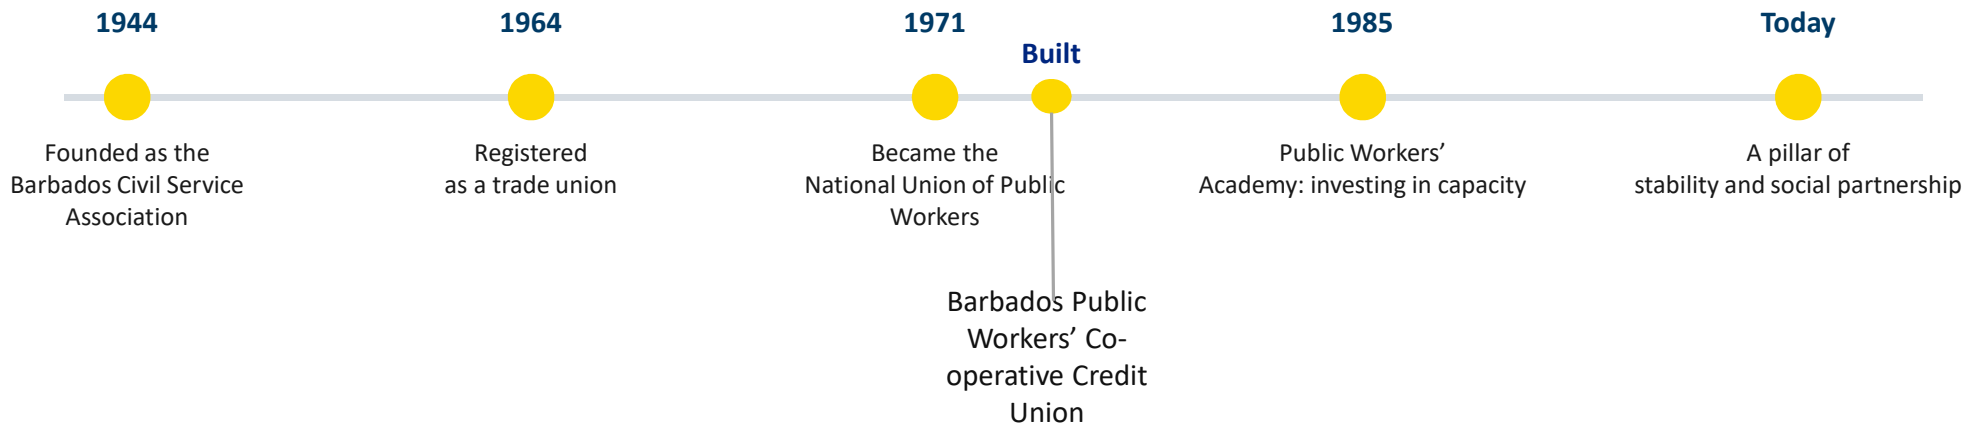 1944
Founded as the
Barbados Civil Service
Association
1964
Registered
as a trade union
1971
Became the
National Union of Public
Workers
Built
Barbados Public
Workers’ Co-
operative Credit
Union
1985
Public Workers’
Academy: investing in capacity
Today
A pillar of
stability and social partnership